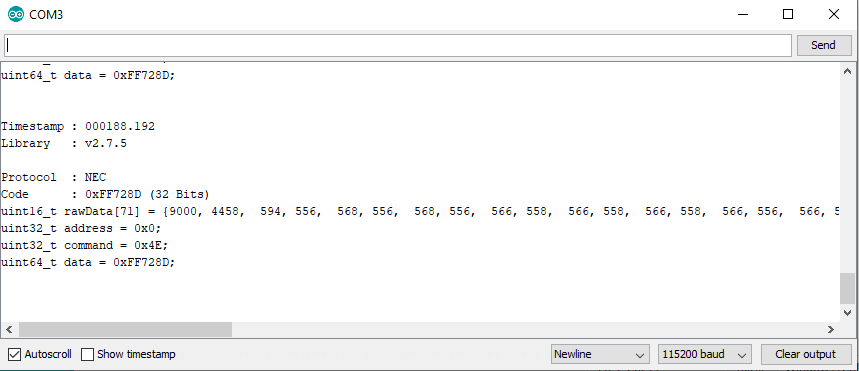 COM3
Send
uint64_t data = 0xFF728D;
Timestamp : 000188.192
Library   : v2.7.5
Protocol  : NEC
Code      : 0xFF728D (32 Bits)
uint16_t rawData[71] = {9000, 4458,  594, 556,  568, 556,  568, 556,  566, 558,  566, 558,  566, 558,  566, 556,  566, 5
uint32_t address = 0x0;
uint32_t command = 0x4E;
uint64_t data = 0xFF728D;
Autoscroll Show timestamp Newline 115200 baud Clear output